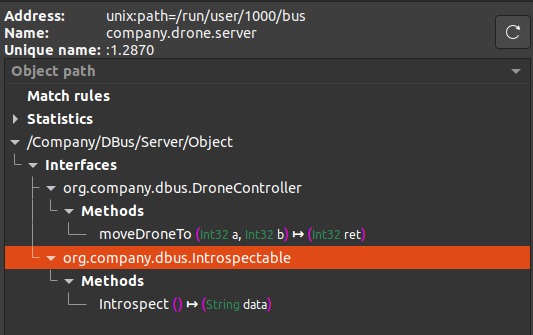 Address: unix:path=/run/user/1000/bus
Name: company.drone.server
Unique name: :1.2870
Object path
Match rules
Statistics
/Company/DBus/Server/Object
Interfaces
org.company.dbus.DroneController
Methods
moveDroneTo (Int32 a, Int32 b) ↦ (Int32 ret)
org.company.dbus.Introspectable
Methods
Introspect () ↦ (String data)